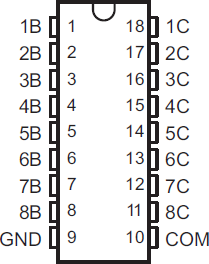 1B 1 18 1C
2B 2 17 2C
3B 3 16 3C
4B 4 15 4C
5B 5 14 5C
6B 6 13 6C
7B 7 12 7C
8B 8 11 8C
GND 9 10 COM